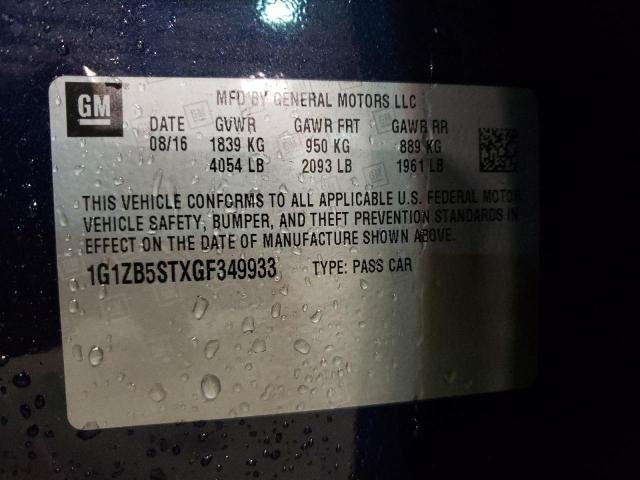 GM
MFD BY GENERAL MOTORS LLC
DATE GVWR GAWR FRT GAWR RR
08/16 1839 KG 950 KG 889 KG
4054 LB 2093 LB 1961 LB
THIS VEHICLE CONFORMS TO ALL APPLICABLE U.S. FEDERAL MOTOR
VEHICLE SAFETY, BUMPER, AND THEFT PREVENTION STANDARDS IN
EFFECT ON THE DATE OF MANUFACTURE SHOWN ABOVE.
1G1ZB5STXGF349933 TYPE: PASS CAR